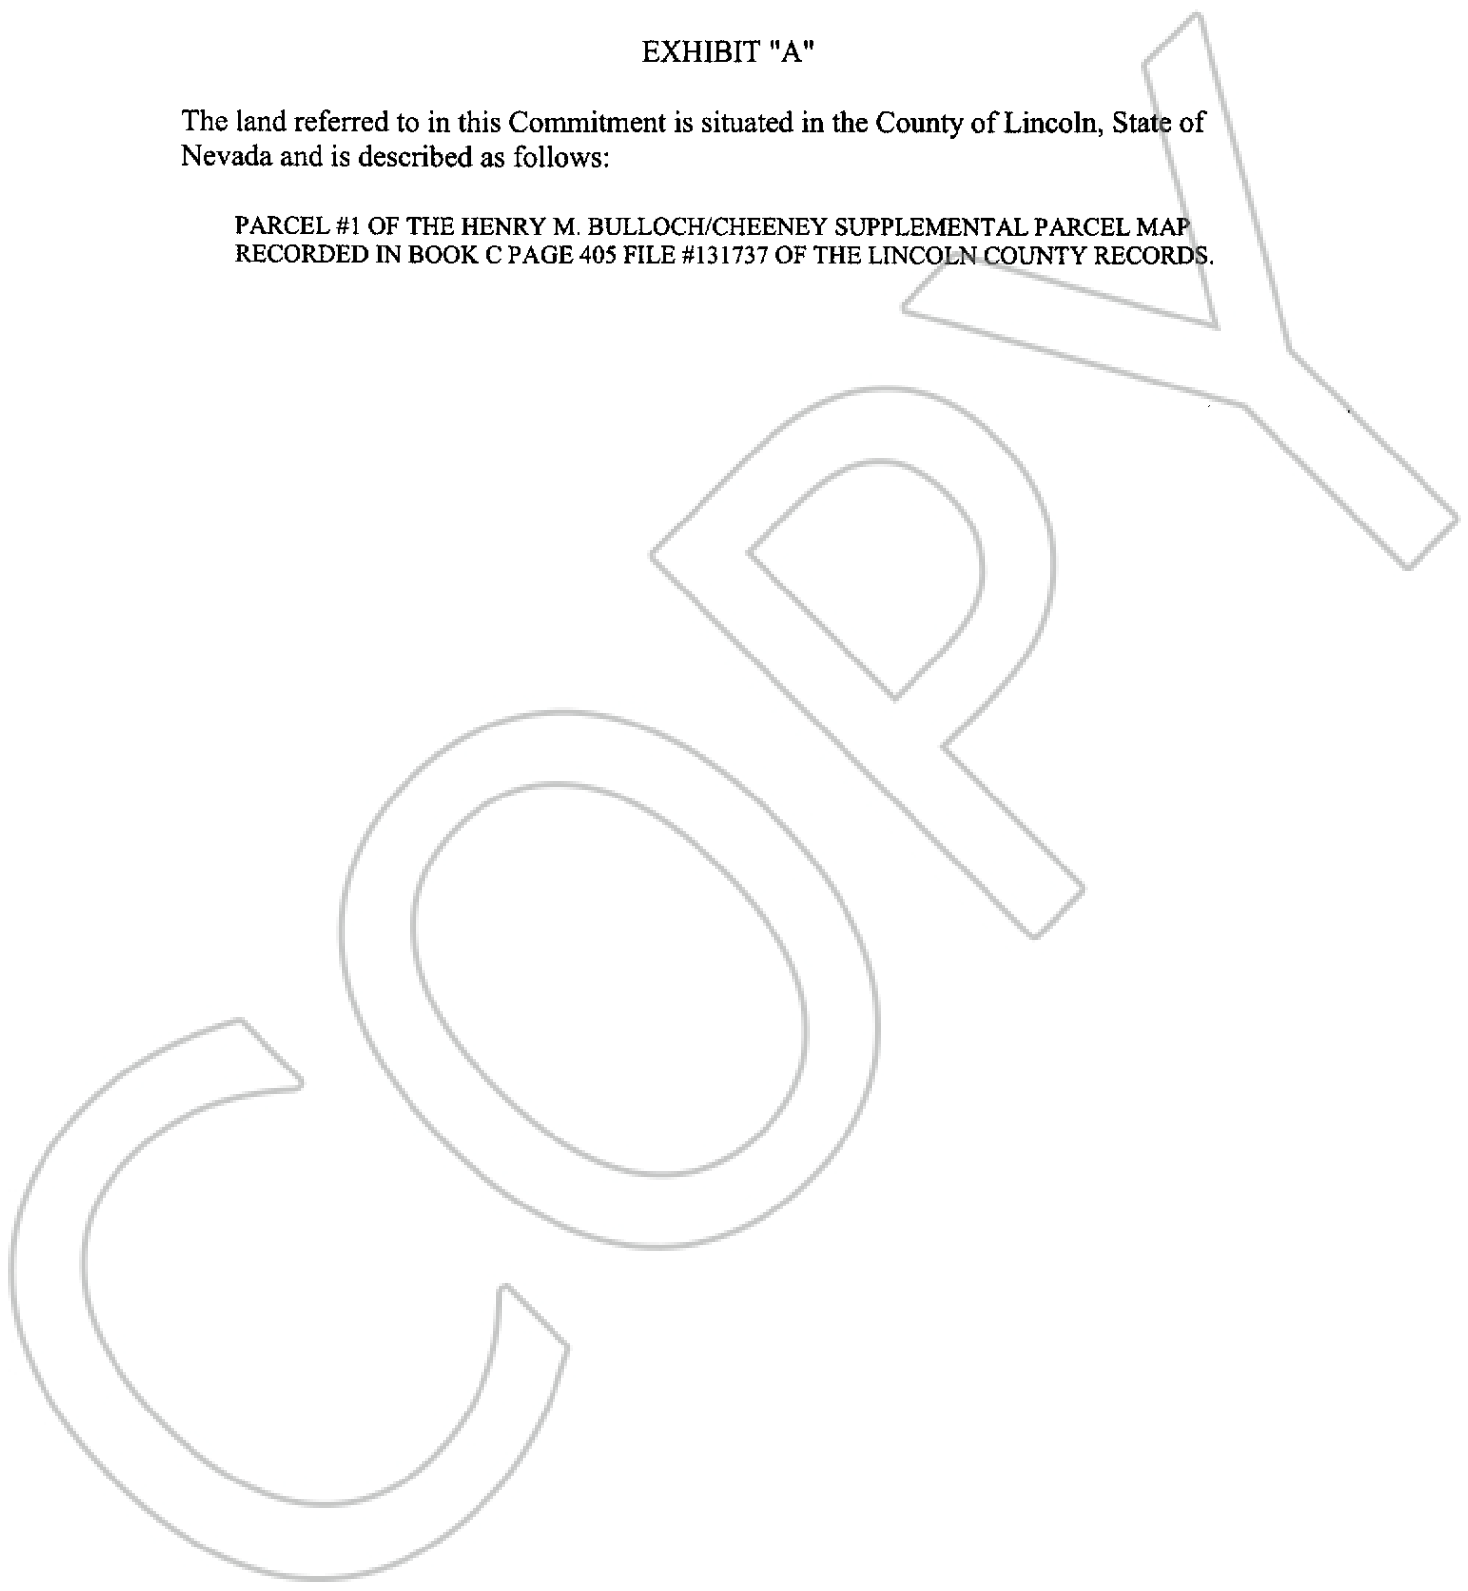 EXHIBIT "A"
The land referred to in this Commitment is situated in the County of Lincoln, State of
Nevada and is described as follows:
PARCEL #1 OF THE HENRY M. BULLOCH/CHEENEY SUPPLEMENTAL PARCEL MAP
RECORDED IN BOOK C PAGE 405 FILE #131737 OF THE LINCOLN COUNTY RECORDS.
COPY